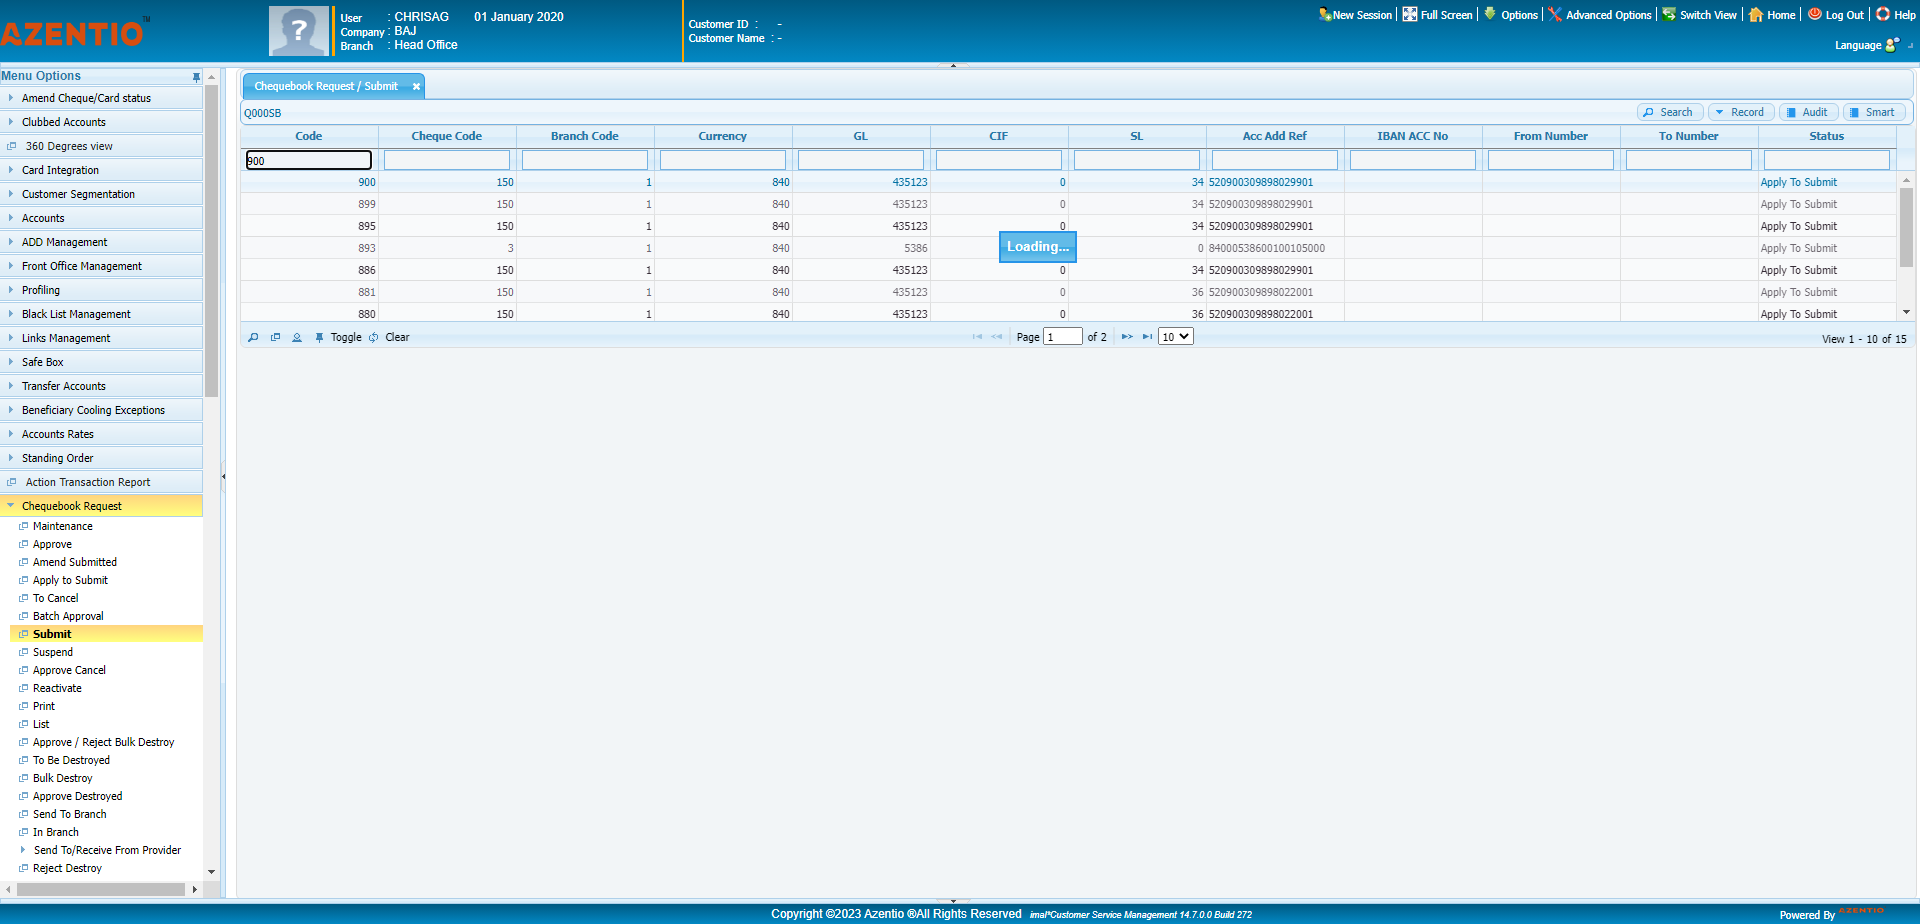 AZENTIO™
User : CHRISAG 01 January 2020
Company : BAJ
Branch : Head Office
Customer ID : -
Customer Name : -
New Session | Full Screen | Options | Advanced Options | Switch View | Home | Log Out | Help
Language
Menu Options
Amend Cheque/Card status
Clubbed Accounts
360 Degrees view
Card Integration
Customer Segmentation
Accounts
ADD Management
Front Office Management
Profiling
Black List Management
Links Management
Safe Box
Transfer Accounts
Beneficiary Cooling Exceptions
Accounts Rates
Standing Order
Action Transaction Report
Chequebook Request
Maintenance
Approve
Amend Submitted
Apply to Submit
To Cancel
Batch Approval
Submit
Suspend
Approve Cancel
Reactivate
Print
List
Approve / Reject Bulk Destroy
To Be Destroyed
Bulk Destroy
Approve Destroyed
Send To Branch
In Branch
Send To/Receive From Provider
Reject Destroy
Chequebook Request / Submit
Q000SB
Search Record Audit Smart
Code Cheque Code Branch Code Currency GL CIF SL Acc Add Ref IBAN ACC No From Number To Number Status
900
900 150 1 840 435123 0 34 520900309898029901 Apply To Submit
899 150 1 840 435123 0 34 520900309898029901 Apply To Submit
895 150 1 840 435123 0 34 520900309898029901 Apply To Submit
893 3 1 840 5386 0 84000538600100105000 Apply To Submit
Loading...
886 150 1 840 435123 0 34 520900309898029901 Apply To Submit
881 150 1 840 435123 0 36 520900309898022001 Apply To Submit
880 150 1 840 435123 0 36 520900309898022001 Apply To Submit
Toggle Clear
Page 1 of 2 10
View 1 - 10 of 15
Copyright ©2023 Azentio ®All Rights Reserved imal*Customer Service Management 14.7.0.0 Build 272
Powered By AZENTIO